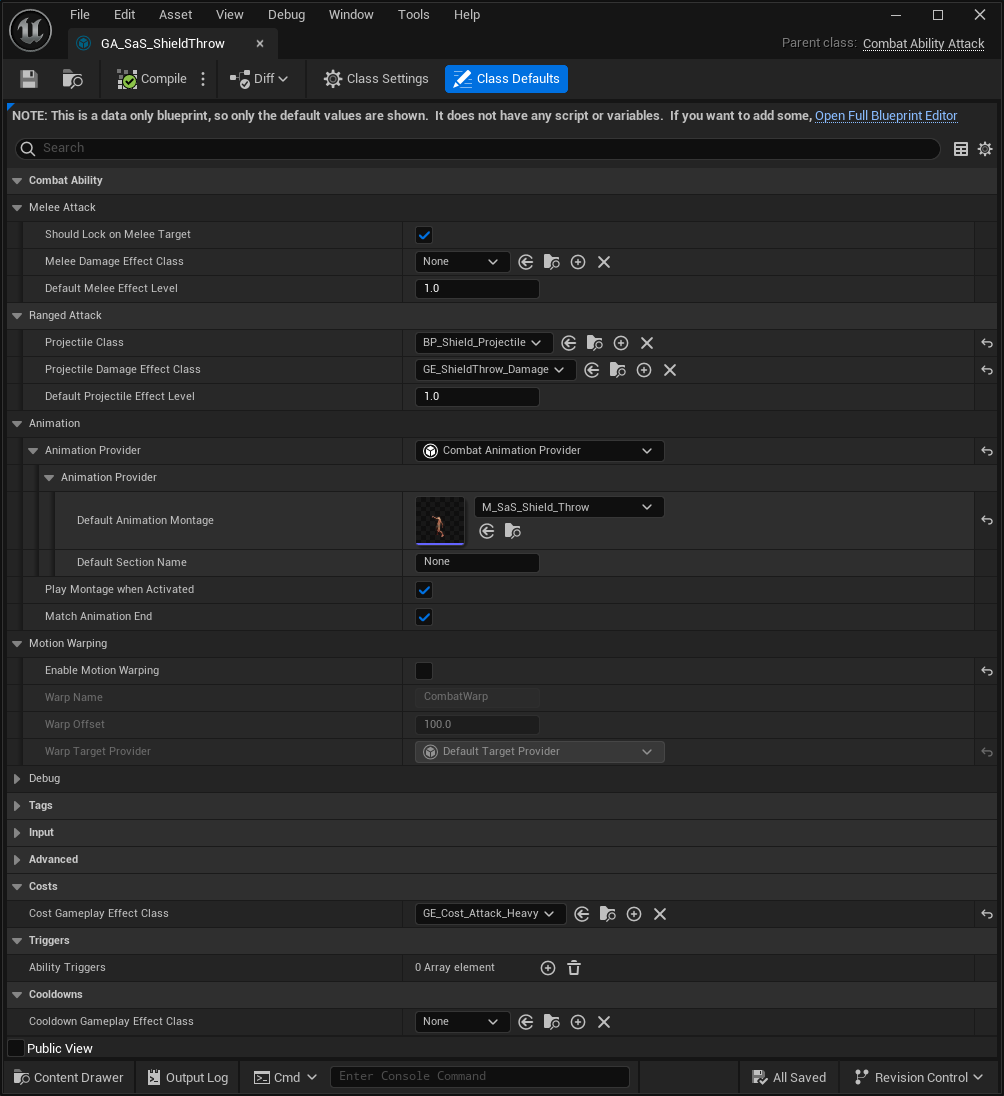 File Edit Asset View Debug Window Tools Help
GA_SaS_ShieldThrow
Parent class: Combat Ability Attack
Compile Diff Class Settings Class Defaults
NOTE: This is a data only blueprint, so only the default values are shown. It does not have any script or variables. If you want to add some, Open Full Blueprint Editor
Search
Combat Ability
Melee Attack
Should Lock on Melee Target
Melee Damage Effect Class None
Default Melee Effect Level 1.0
Ranged Attack
Projectile Class BP_Shield_Projectile
Projectile Damage Effect Class GE_ShieldThrow_Damage
Default Projectile Effect Level 1.0
Animation
Animation Provider Combat Animation Provider
Animation Provider
Default Animation Montage M_SaS_Shield_Throw
Default Section Name None
Play Montage when Activated
Match Animation End
Motion Warping
Enable Motion Warping
Warp Name CombatWarp
Warp Offset 100.0
Warp Target Provider Default Target Provider
Debug
Tags
Input
Advanced
Costs
Cost Gameplay Effect Class GE_Cost_Attack_Heavy
Triggers
Ability Triggers 0 Array element
Cooldowns
Cooldown Gameplay Effect Class None
Public View
Content Drawer Output Log Cmd Enter Console Command All Saved Revision Control